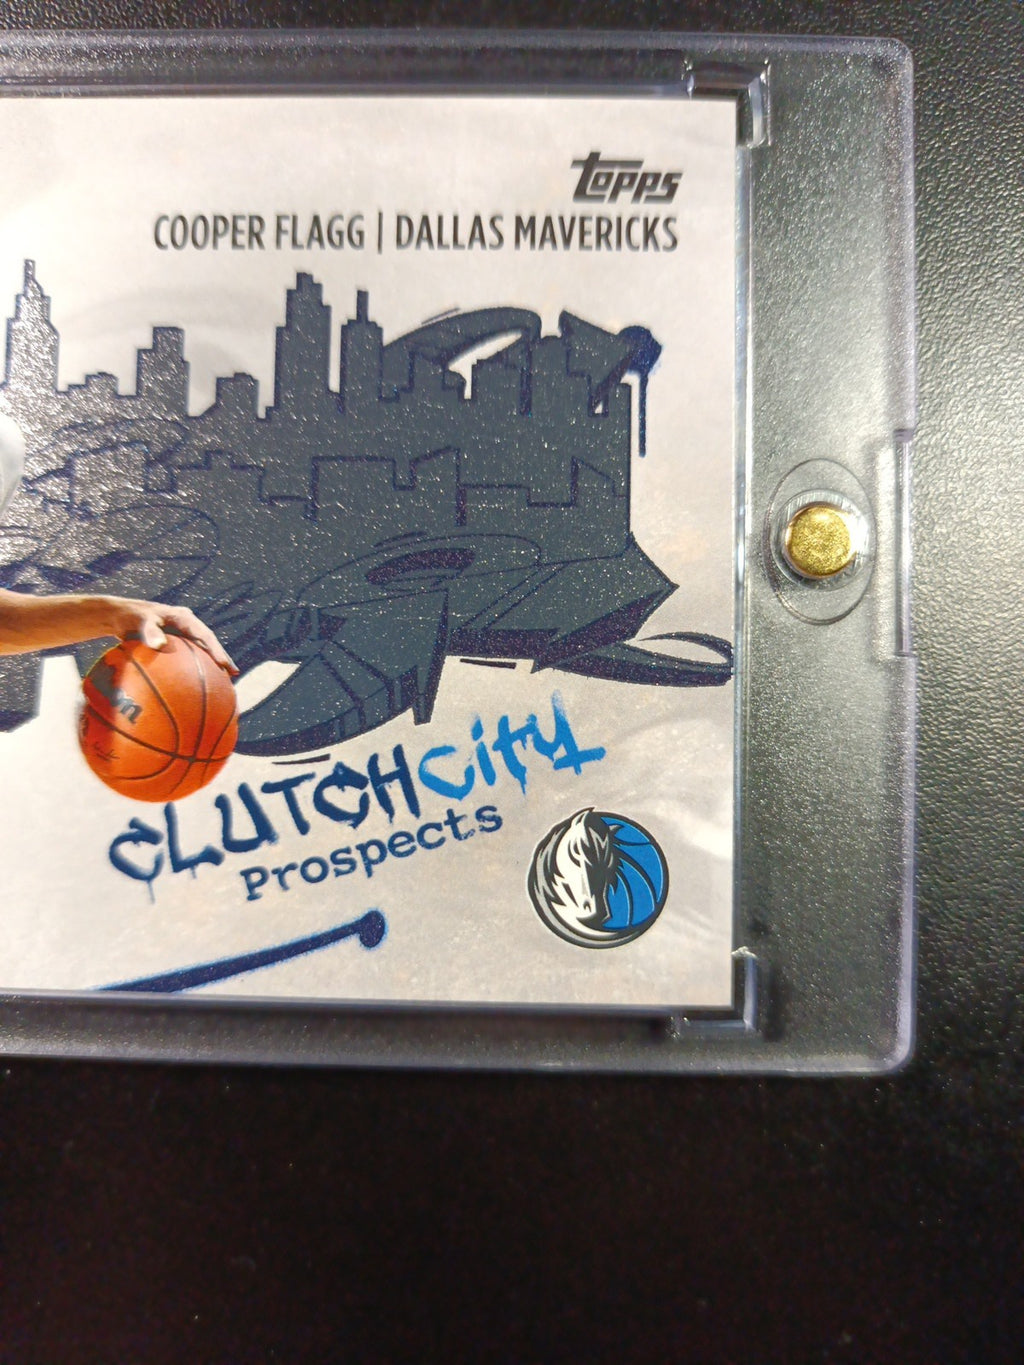 Topps
COOPER FLAGG | DALLAS MAVERICKS
CLUTCHCity
Prospects